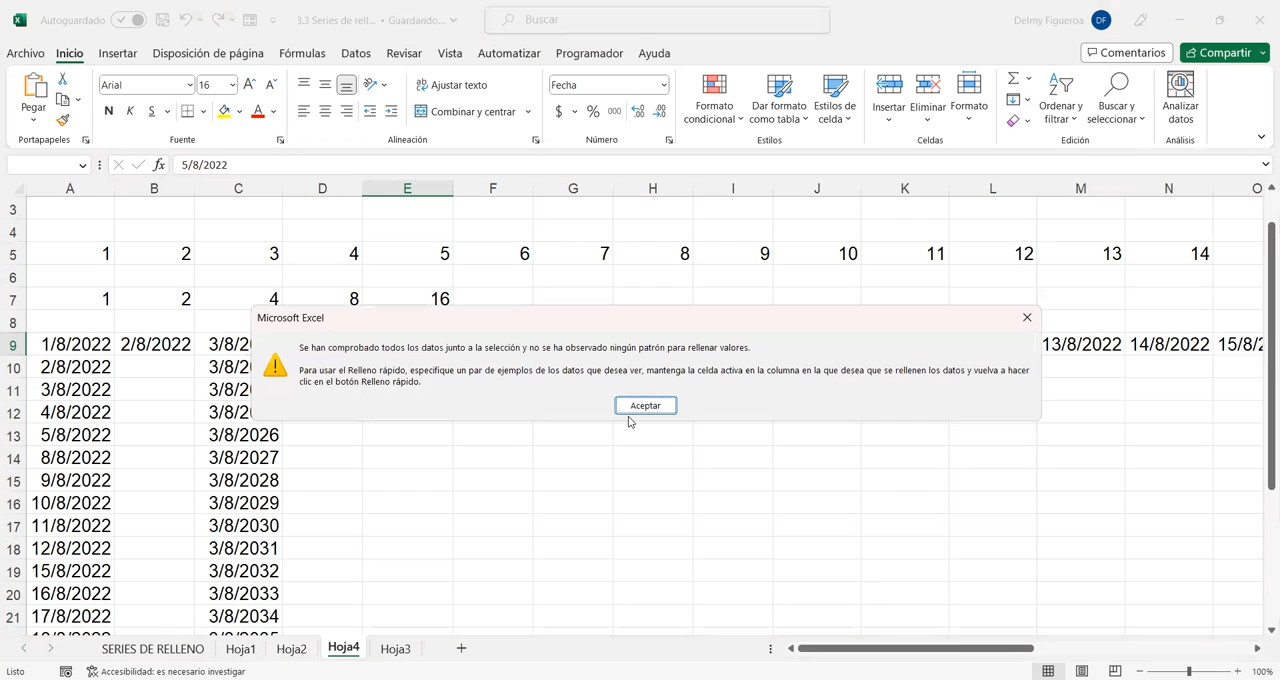 Autoguardado
3.3 Series de rell... • Guardando...
Buscar
Delmy Figueroa DF
Archivo Inicio Insertar Disposición de página Fórmulas Datos Revisar Vista Automatizar Programador Ayuda
Comentarios Compartir
Pegar
Arial 16
N K S
Ajustar texto
Combinar y centrar
Fecha
$ % 000
Formato condicional
Dar formato como tabla
Estilos de celda
Insertar Eliminar Formato
Ordenar y filtrar
Buscar y seleccionar
Analizar datos
Portapapeles Fuente Alineación Número Estilos Celdas Edición Análisis
fx 5/8/2022
A B C D E F G H I J K L M N O
3
4
5 1 2 3 4 5 6 7 8 9 10 11 12 13 14
6
7 1 2 4 8 16
8
Microsoft Excel
Se han comprobado todos los datos junto a la selección y no se ha observado ningún patrón para rellenar valores.
Para usar el Relleno rápido, especifique un par de ejemplos de los datos que desea ver, mantenga la celda activa en la columna en la que desea que se rellenen los datos y vuelva a hacer
clic en el botón Relleno rápido.
Aceptar
9 1/8/2022 2/8/2022 3/8/20 13/8/2022 14/8/2022 15/8/2
10 2/8/2022 3/8/20
11 3/8/2022 3/8/20
12 4/8/2022 3/8/20
13 5/8/2022 3/8/2026
14 8/8/2022 3/8/2027
15 9/8/2022 3/8/2028
16 10/8/2022 3/8/2029
17 11/8/2022 3/8/2030
18 12/8/2022 3/8/2031
19 15/8/2022 3/8/2032
20 16/8/2022 3/8/2033
21 17/8/2022 3/8/2034
SERIES DE RELLENO Hoja1 Hoja2 Hoja4 Hoja3
Listo Accesibilidad: es necesario investigar 100%